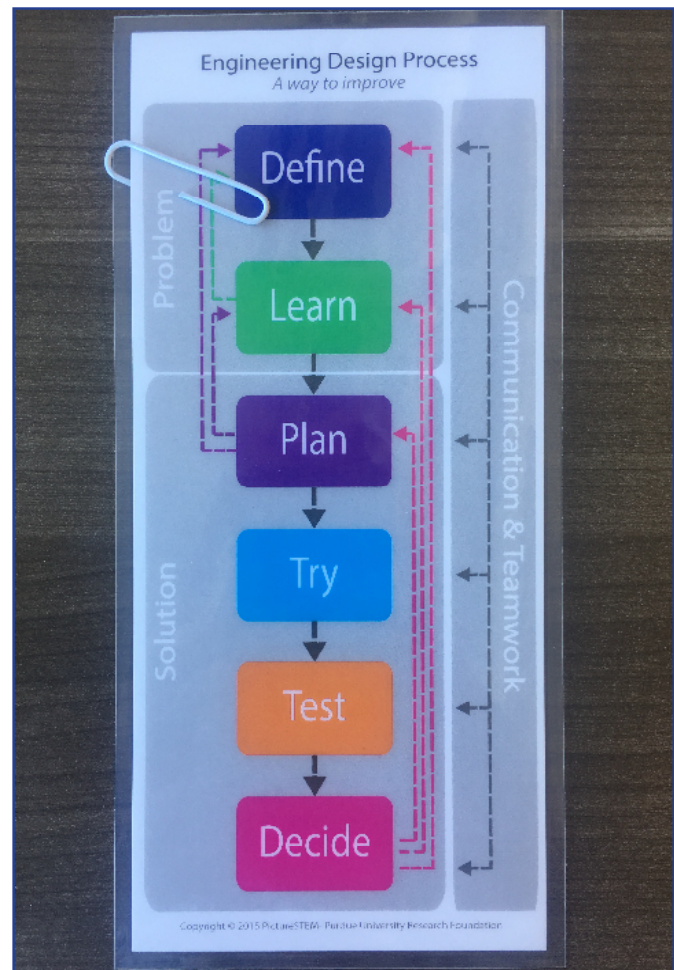 Engineering Design Process
A way to improve
Problem
Define
Learn
Solution
Plan
Try
Test
Decide
Communication & Teamwork
Copyright © 2015 PictureSTEM- Purdue University Research Foundation